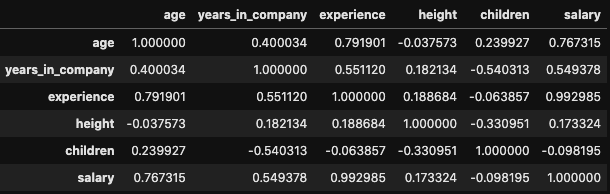 age years_in_company experience height children salary
age 1.000000 0.400034 0.791901 -0.037573 0.239927 0.767315
years_in_company 0.400034 1.000000 0.551120 0.182134 -0.540313 0.549378
experience 0.791901 0.551120 1.000000 0.188684 -0.063857 0.992985
height -0.037573 0.182134 0.188684 1.000000 -0.330951 0.173324
children 0.239927 -0.540313 -0.063857 -0.330951 1.000000 -0.098195
salary 0.767315 0.549378 0.992985 0.173324 -0.098195 1.000000